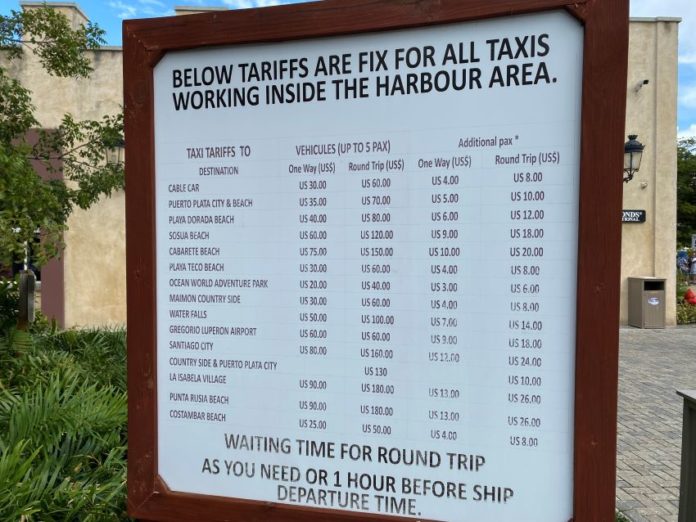 BELOW TARIFFS ARE FIX FOR ALL TAXIS
WORKING INSIDE THE HARBOUR AREA.
TAXI TARIFFS TO VEHICULES (UP TO 5 PAX) Additional pax *
DESTINATION One Way (US$) Round Trip (US$) One Way (US$) Round Trip (US$)
CABLE CAR US 30.00 US 60.00 US 4.00 US 8.00
PUERTO PLATA CITY & BEACH US 35.00 US 70.00 US 5.00 US 10.00
PLAYA DORADA BEACH US 40.00 US 80.00 US 6.00 US 12.00
SOSUA BEACH US 60.00 US 120.00 US 9.00 US 18.00
CABARETE BEACH US 75.00 US 150.00 US 10.00 US 20.00
PLAYA TECO BEACH US 30.00 US 60.00 US 4.00 US 8.00
OCEAN WORLD ADVENTURE PARK US 20.00 US 40.00 US 3.00 US 6.00
MAIMON COUNTRY SIDE US 30.00 US 60.00 US 4.00 US 8.00
WATER FALLS US 50.00 US 100.00 US 7.00 US 14.00
GREGORIO LUPERON AIRPORT US 60.00 US 60.00 US 9.00 US 18.00
SANTIAGO CITY US 80.00 US 160.00 US 12.00 US 24.00
COUNTRY SIDE & PUERTO PLATA CITY US 130 US 10.00
LA ISABELA VILLAGE US 90.00 US 180.00 US 13.00 US 26.00
PUNTA RUSIA BEACH US 90.00 US 180.00 US 13.00 US 26.00
COSTAMBAR BEACH US 25.00 US 50.00 US 4.00 US 8.00
WAITING TIME FOR ROUND TRIP
AS YOU NEED OR 1 HOUR BEFORE SHIP
DEPARTURE TIME.